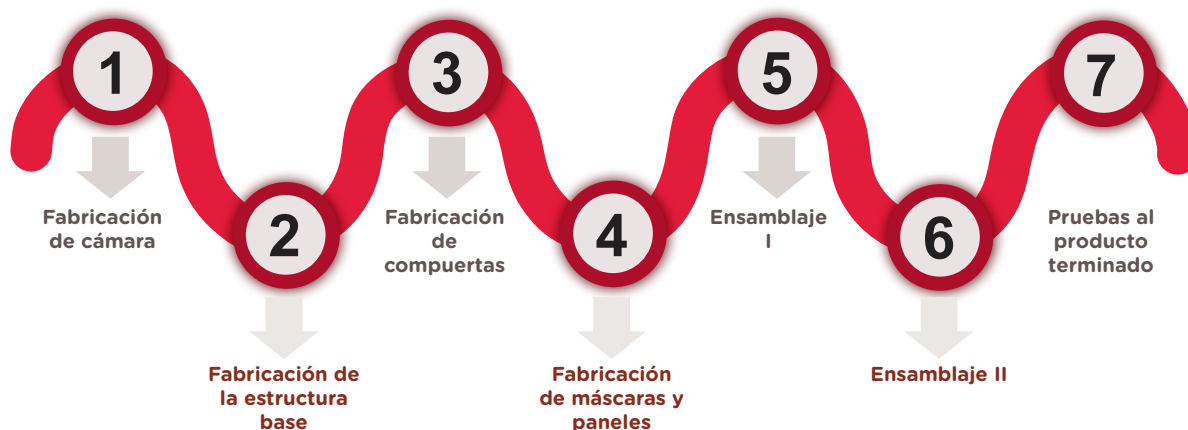 1
Fabricación
de cámara
2
Fabricación de
la estructura
base
3
Fabricación
de
compuertas
4
Fabricación
de máscaras y
paneles
5
Ensamblaje
I
6
Ensamblaje II
7
Pruebas al
producto
terminado